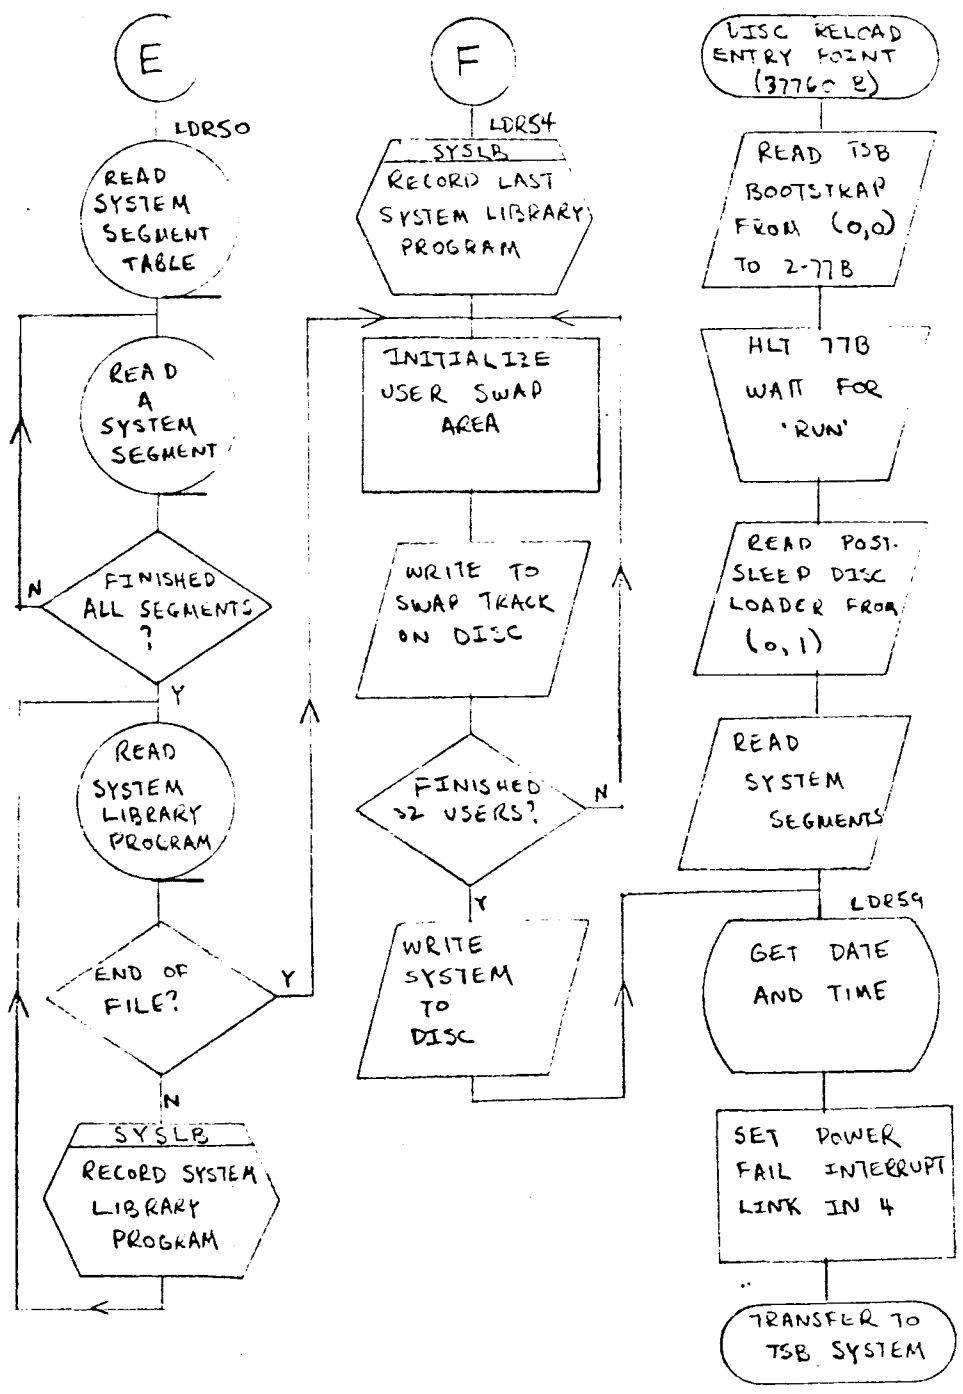 E
LDR50
READ
SYSTEM
SEGMENT
TABLE
READ
A
SYSTEM
SEGMENT
N
FINISHED
ALL SEGMENTS
?
Y
READ
SYSTEM
LIBRARY
PROGRAM
END OF
FILE?
Y
N
SYSLB
RECORD SYSTEM
LIBRARY
PROGRAM
F
LDR54
SYSLB
RECORD LAST
SYSTEM LIBRARY
PROGRAM
INITIALIZE
USER SWAP
AREA
WRITE TO
SWAP TRACK
ON DISC
FINISHED
32 USERS?
N
Y
WRITE
SYSTEM
TO
DISC
DISC RELOAD
ENTRY POINT
(37760 B)
READ TSB
BOOTSTRAP
FROM (0,0)
TO 2-77B
HLT 77B
WAIT FOR
'RUN'
READ POST-
SLEEP DISC
LOADER FROM
(0,1)
READ
SYSTEM
SEGMENTS
LDR59
GET DATE
AND TIME
SET POWER
FAIL INTERRUPT
LINK IN 4
TRANSFER TO
TSB SYSTEM